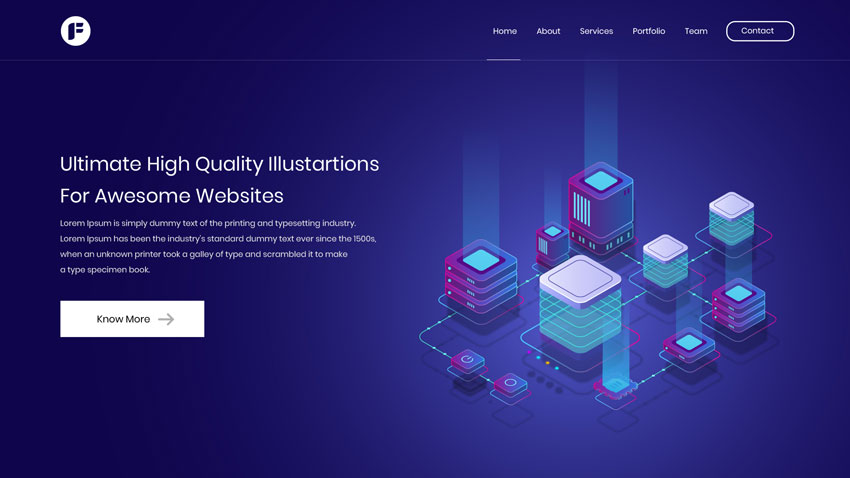 F
Home About Services Portfolio Team Contact
Ultimate High Quality Illustartions
For Awesome Websites
Lorem Ipsum is simply dummy text of the printing and typesetting industry.
Lorem Ipsum has been the industry's standard dummy text ever since the 1500s,
when an unknown printer took a galley of type and scrambled it to make
a type specimen book.
Know More